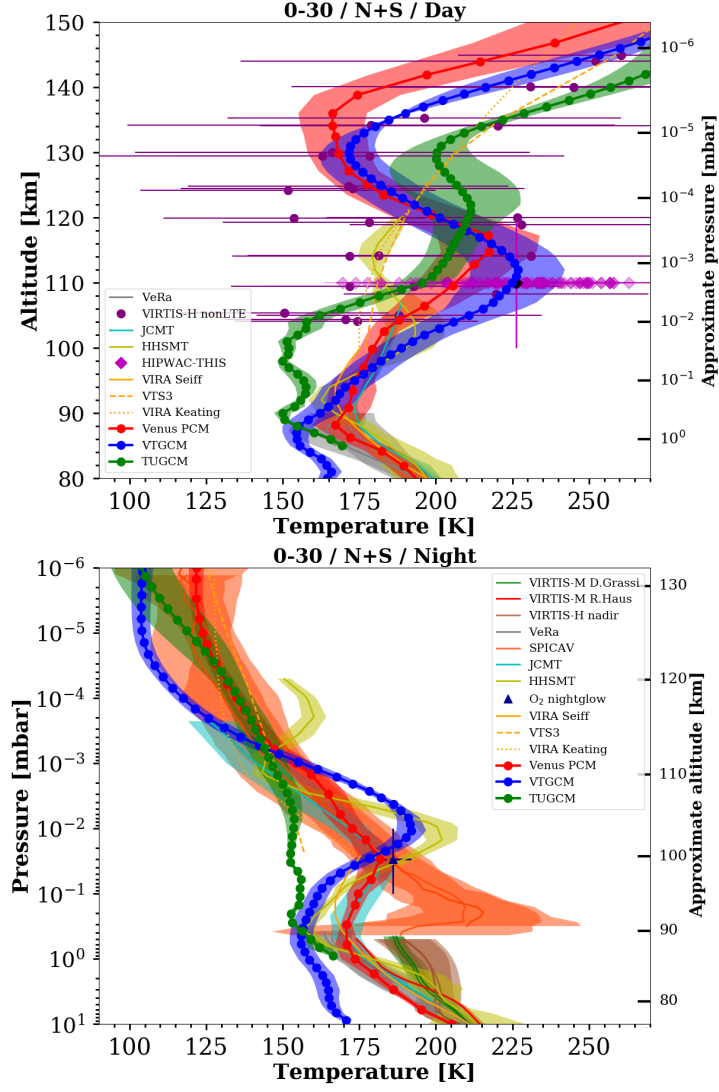 0-30 / N+S / Day
150
140
130
120
110
100
90
80
Altitude [km]
10⁻⁶
10⁻⁵
10⁻⁴
10⁻³
10⁻²
10⁻¹
10⁰
Approximate pressure [mbar]
VeRa
VIRTIS-H nonLTE
JCMT
HHSMT
HIPWAC-THIS
VIRA Seiff
VTS3
VIRA Keating
Venus PCM
VTGCM
TUGCM
100 125 150 175 200 225 250
Temperature [K]
0-30 / N+S / Night
10⁻⁶
10⁻⁵
10⁻⁴
10⁻³
10⁻²
10⁻¹
10⁰
10¹
Pressure [mbar]
130
120
110
100
90
80
Approximate altitude [km]
VIRTIS-M D.Grassi
VIRTIS-M R.Haus
VIRTIS-H nadir
VeRa
SPICAV
JCMT
HHSMT
O₂ nightglow
VIRA Seiff
VTS3
VIRA Keating
Venus PCM
VTGCM
TUGCM
100 125 150 175 200 225 250
Temperature [K]